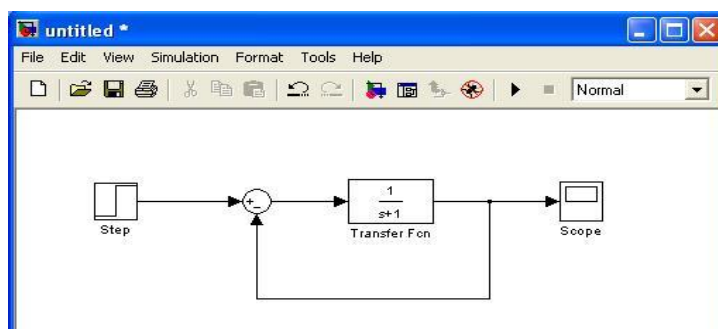 untitled *
File Edit View Simulation Format Tools Help
Normal
+
-
1
s+1
Step
Transfer Fcn
Scope